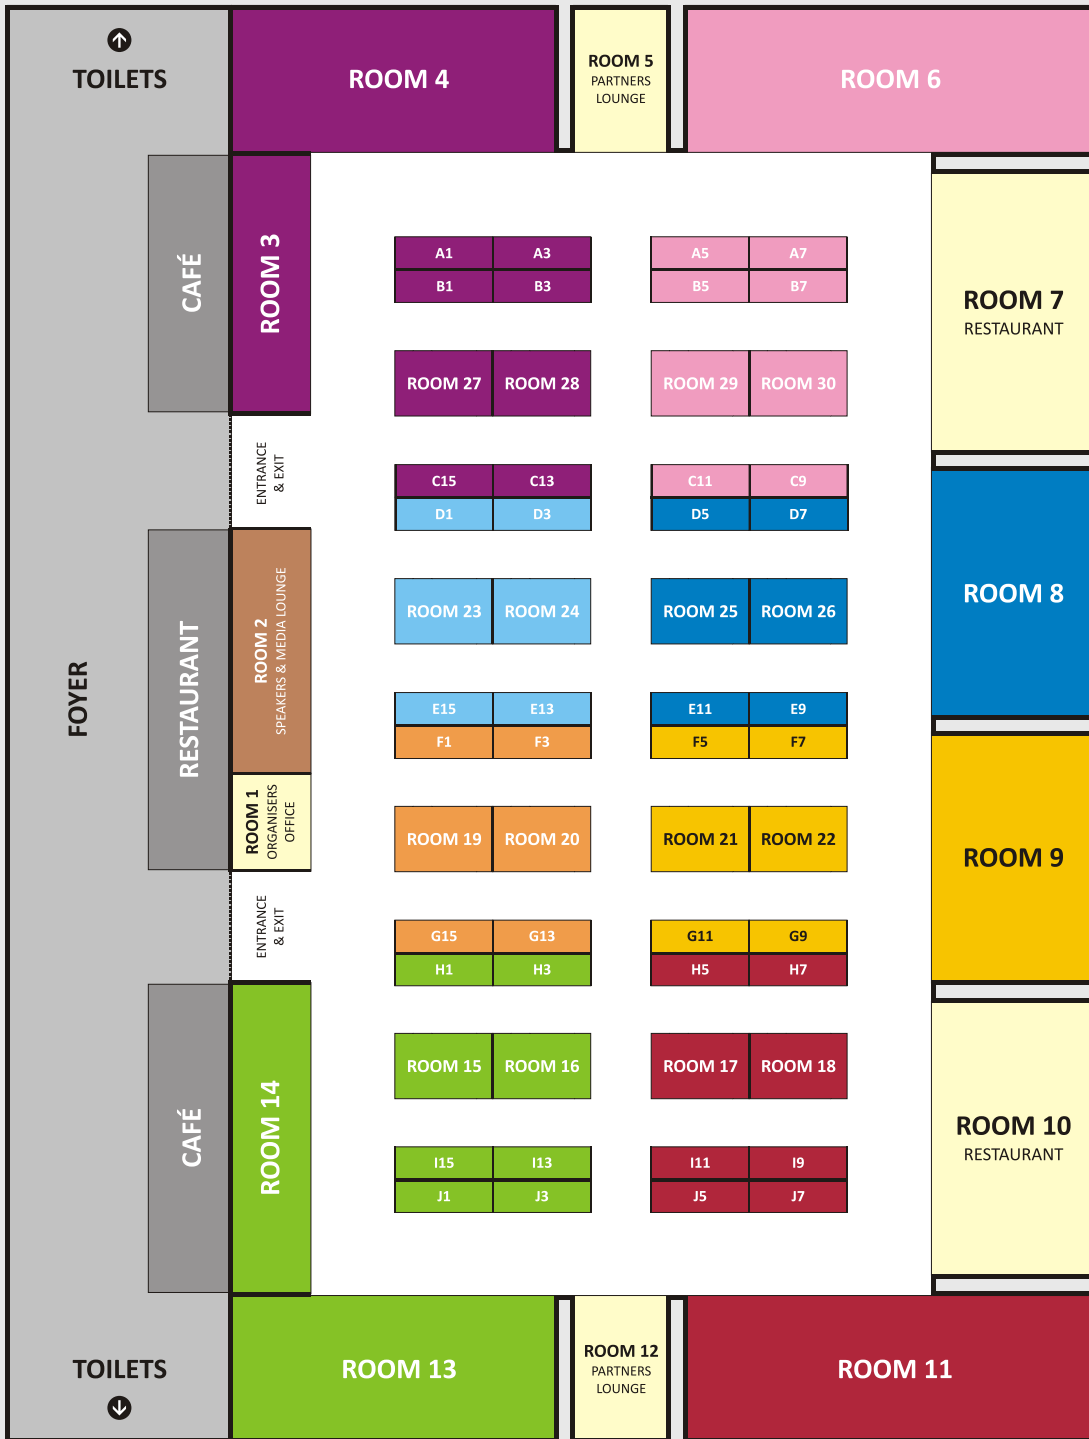 TOILETS
ROOM 4
ROOM 5
PARTNERS
LOUNGE
ROOM 6
CAFÉ
ROOM 3
A1
A3
A5
A7
B1
B3
B5
B7
ROOM 7
RESTAURANT
ROOM 27
ROOM 28
ROOM 29
ROOM 30
ENTRANCE
& EXIT
C15
C13
C11
C9
D1
D3
D5
D7
ROOM 8
FOYER
RESTAURANT
ROOM 2
SPEAKERS & MEDIA LOUNGE
ROOM 23
ROOM 24
ROOM 25
ROOM 26
E15
E13
E11
E9
F1
F3
F5
F7
ROOM 1
ORGANISERS
OFFICE
ROOM 19
ROOM 20
ROOM 21
ROOM 22
ROOM 9
ENTRANCE
& EXIT
G15
G13
G11
G9
H1
H3
H5
H7
CAFÉ
ROOM 14
ROOM 15
ROOM 16
ROOM 17
ROOM 18
ROOM 10
RESTAURANT
I15
I13
I11
I9
J1
J3
J5
J7
TOILETS
ROOM 13
ROOM 12
PARTNERS
LOUNGE
ROOM 11